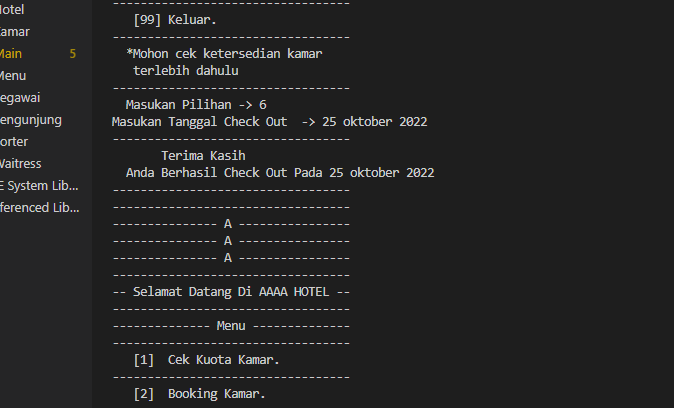 Hotel
Kamar
Main 5
Menu
Pegawai
Pengunjung
Porter
Waitress
JRE System Lib...
Referenced Lib...
----------------------------------
[99] Keluar.
----------------------------------
*Mohon cek ketersedian kamar
terlebih dahulu
----------------------------------
Masukan Pilihan -> 6
Masukan Tanggal Check Out  -> 25 oktober 2022
----------------------------------
Terima Kasih
Anda Berhasil Check Out Pada 25 oktober 2022
----------------------------------
----------------------------------
--------------- A ----------------
--------------- A ----------------
--------------- A ----------------
----------------------------------
-- Selamat Datang Di AAAA HOTEL --
----------------------------------
-------------- Menu --------------
----------------------------------
[1]  Cek Kuota Kamar.
----------------------------------
[2]  Booking Kamar.